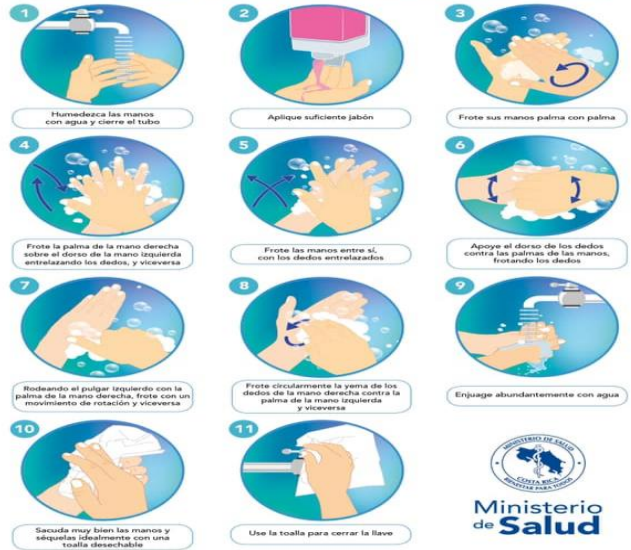 1
Humedezca las manos
con agua y cierre el tubo
2
Aplique suficiente jabón
3
Frote sus manos palma con palma
4
Frote la palma de la mano derecha
sobre el dorso de la mano izquierda
entrelazando los dedos, y viceversa
5
Frote las manos entre sí,
con los dedos entrelazados
6
Apoye el dorso de los dedos
contra las palmas de las manos,
frotando los dedos
7
Rodeando el pulgar izquierdo con la
palma de la mano derecha, frote con un
movimiento de rotación y viceversa
8
Frote circularmente la yema de los
dedos de la mano derecha contra la
palma de la mano izquierda
y viceversa
9
Enjuage abundantemente con agua
10
Sacuda muy bien las manos y
séquelas idealmente con una
toalla desechable
11
Use la toalla para cerrar la llave
MINISTERIO DE SALUD
COSTA RICA
BIENESTAR PARA TODOS
Ministerio
de Salud